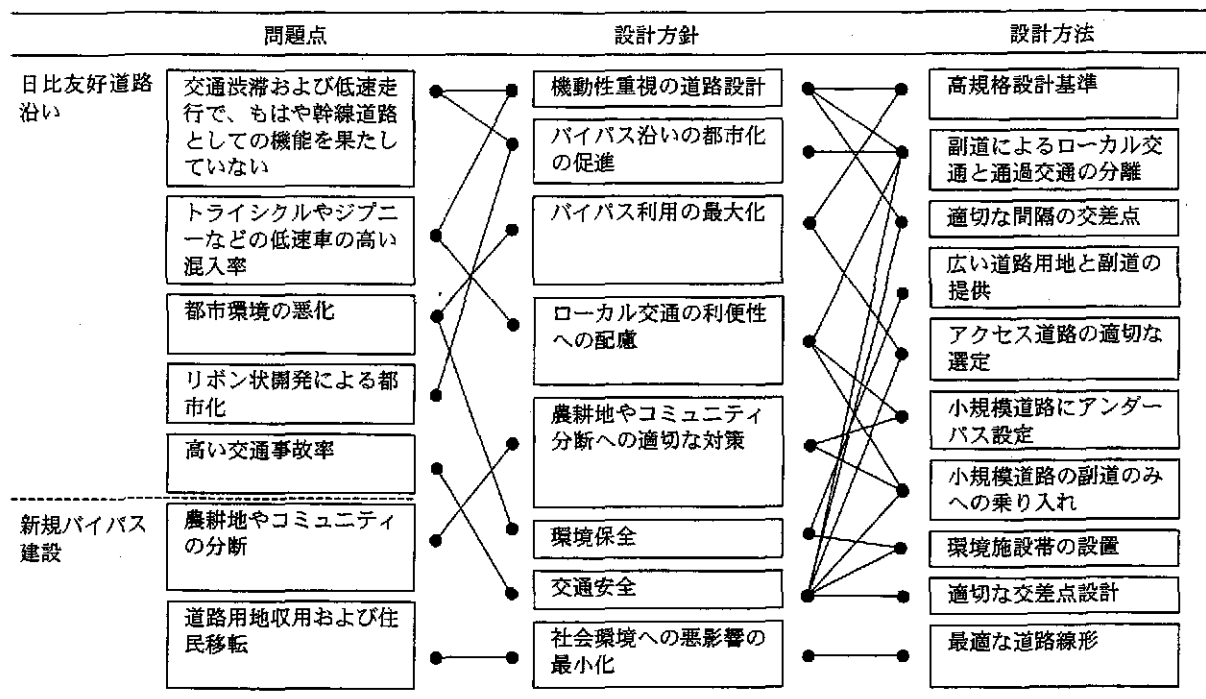 問題点
設計方針
設計方法
日比友好道路
沿い
交通渋滞および低速走
行で、もはや幹線道路
としての機能を果たし
ていない
トライシクルやジプニ
ーなどの低速車の高い
混入率
都市環境の悪化
リボン状開発による都
市化
高い交通事故率
新規バイパス
建設
農耕地やコミュニティ
の分断
道路用地収用および住
民移転
機動性重視の道路設計
バイパス沿いの都市化
の促進
バイパス利用の最大化
ローカル交通の利便性
への配慮
農耕地やコミュニティ
分断への適切な対策
環境保全
交通安全
社会環境への悪影響の
最小化
高規格設計基準
副道によるローカル交
通と通過交通の分離
適切な間隔の交差点
広い道路用地と副道の
提供
アクセス道路の適切な
選定
小規模道路にアンダー
パス設定
小規模道路の副道のみ
への乗り入れ
環境施設帯の設置
適切な交差点設計
最適な道路線形